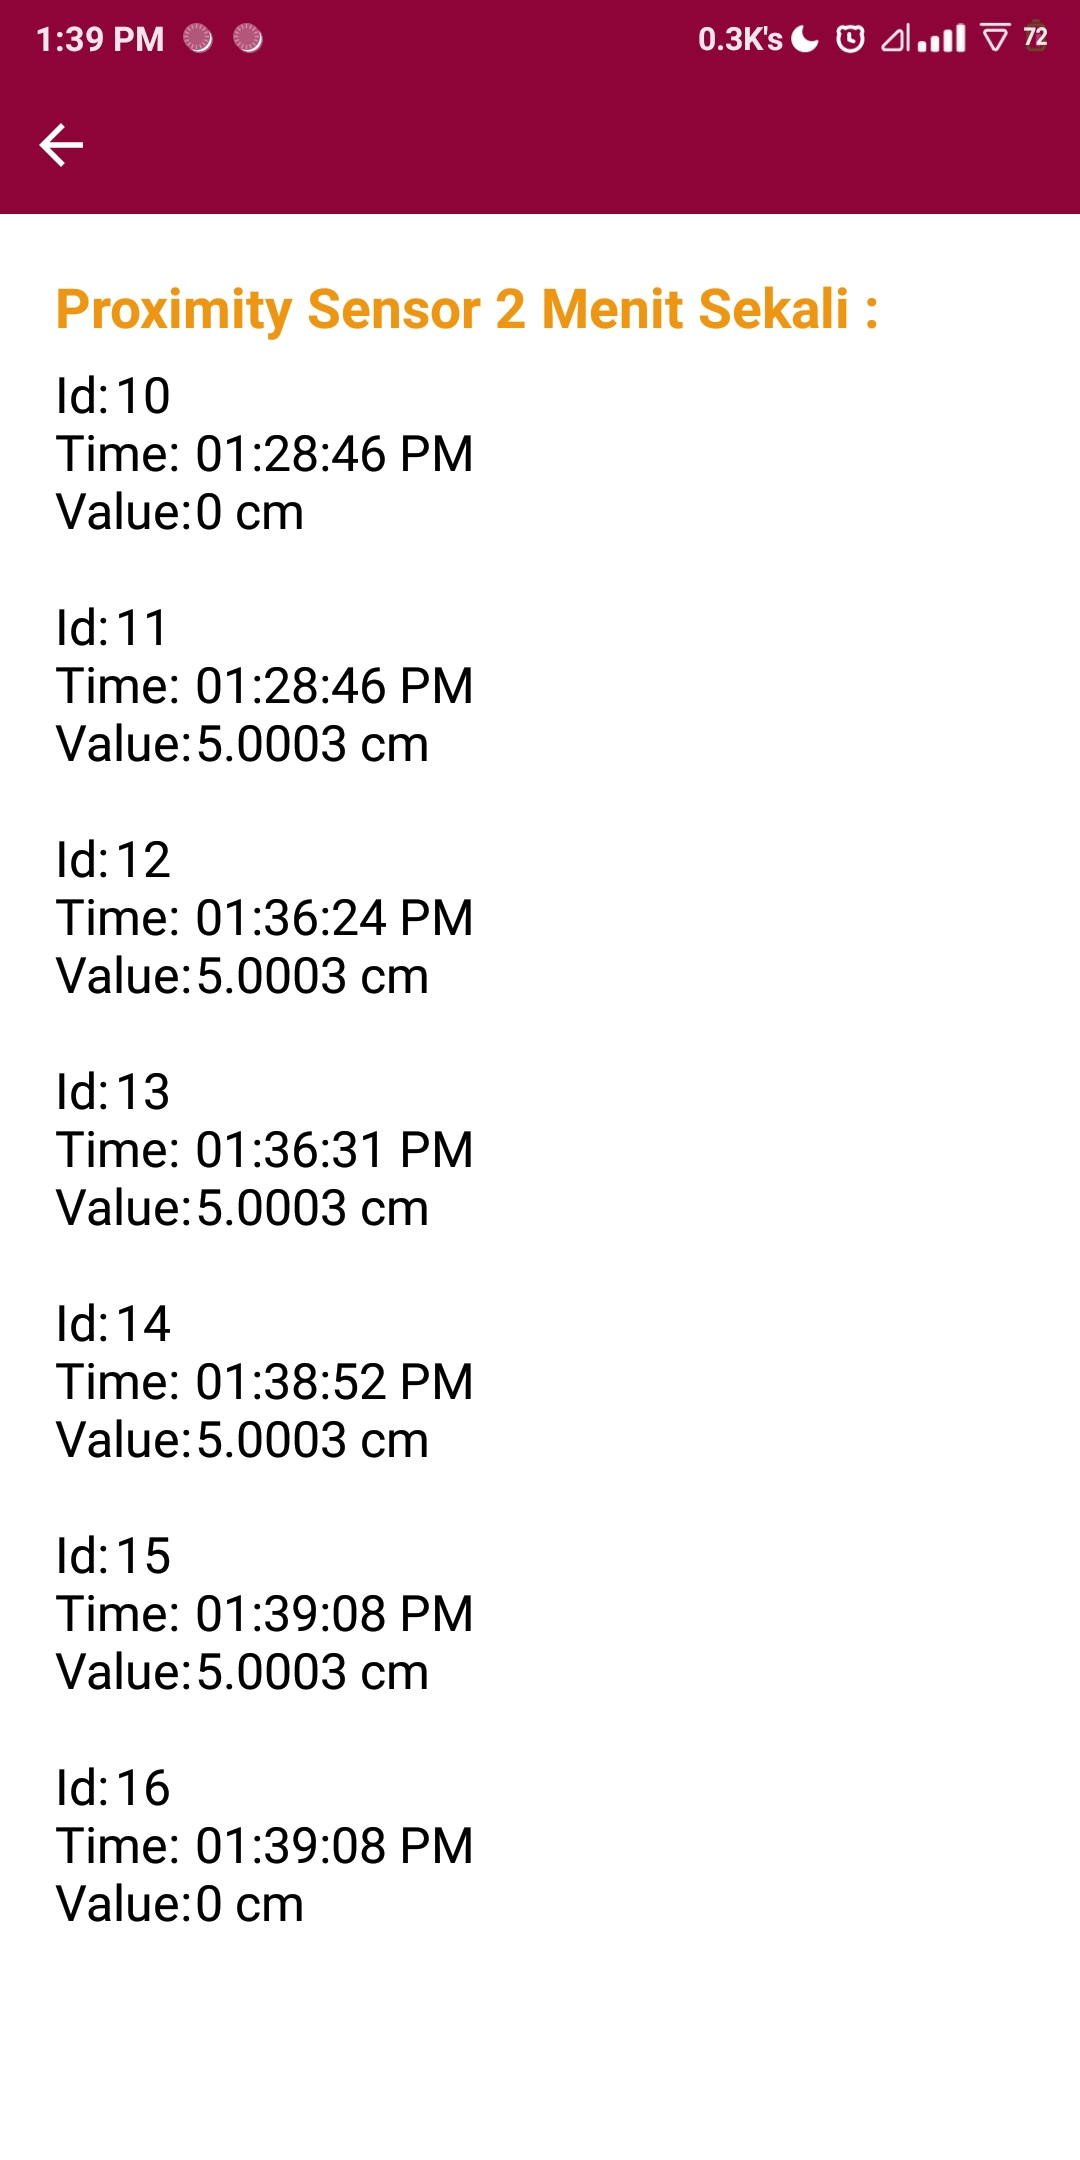 1:39 PM 0.3K's 72
Proximity Sensor 2 Menit Sekali :
Id:10
Time: 01:28:46 PM
Value:0 cm
Id:11
Time: 01:28:46 PM
Value:5.0003 cm
Id:12
Time: 01:36:24 PM
Value:5.0003 cm
Id:13
Time: 01:36:31 PM
Value:5.0003 cm
Id:14
Time: 01:38:52 PM
Value:5.0003 cm
Id:15
Time: 01:39:08 PM
Value:5.0003 cm
Id:16
Time: 01:39:08 PM
Value:0 cm